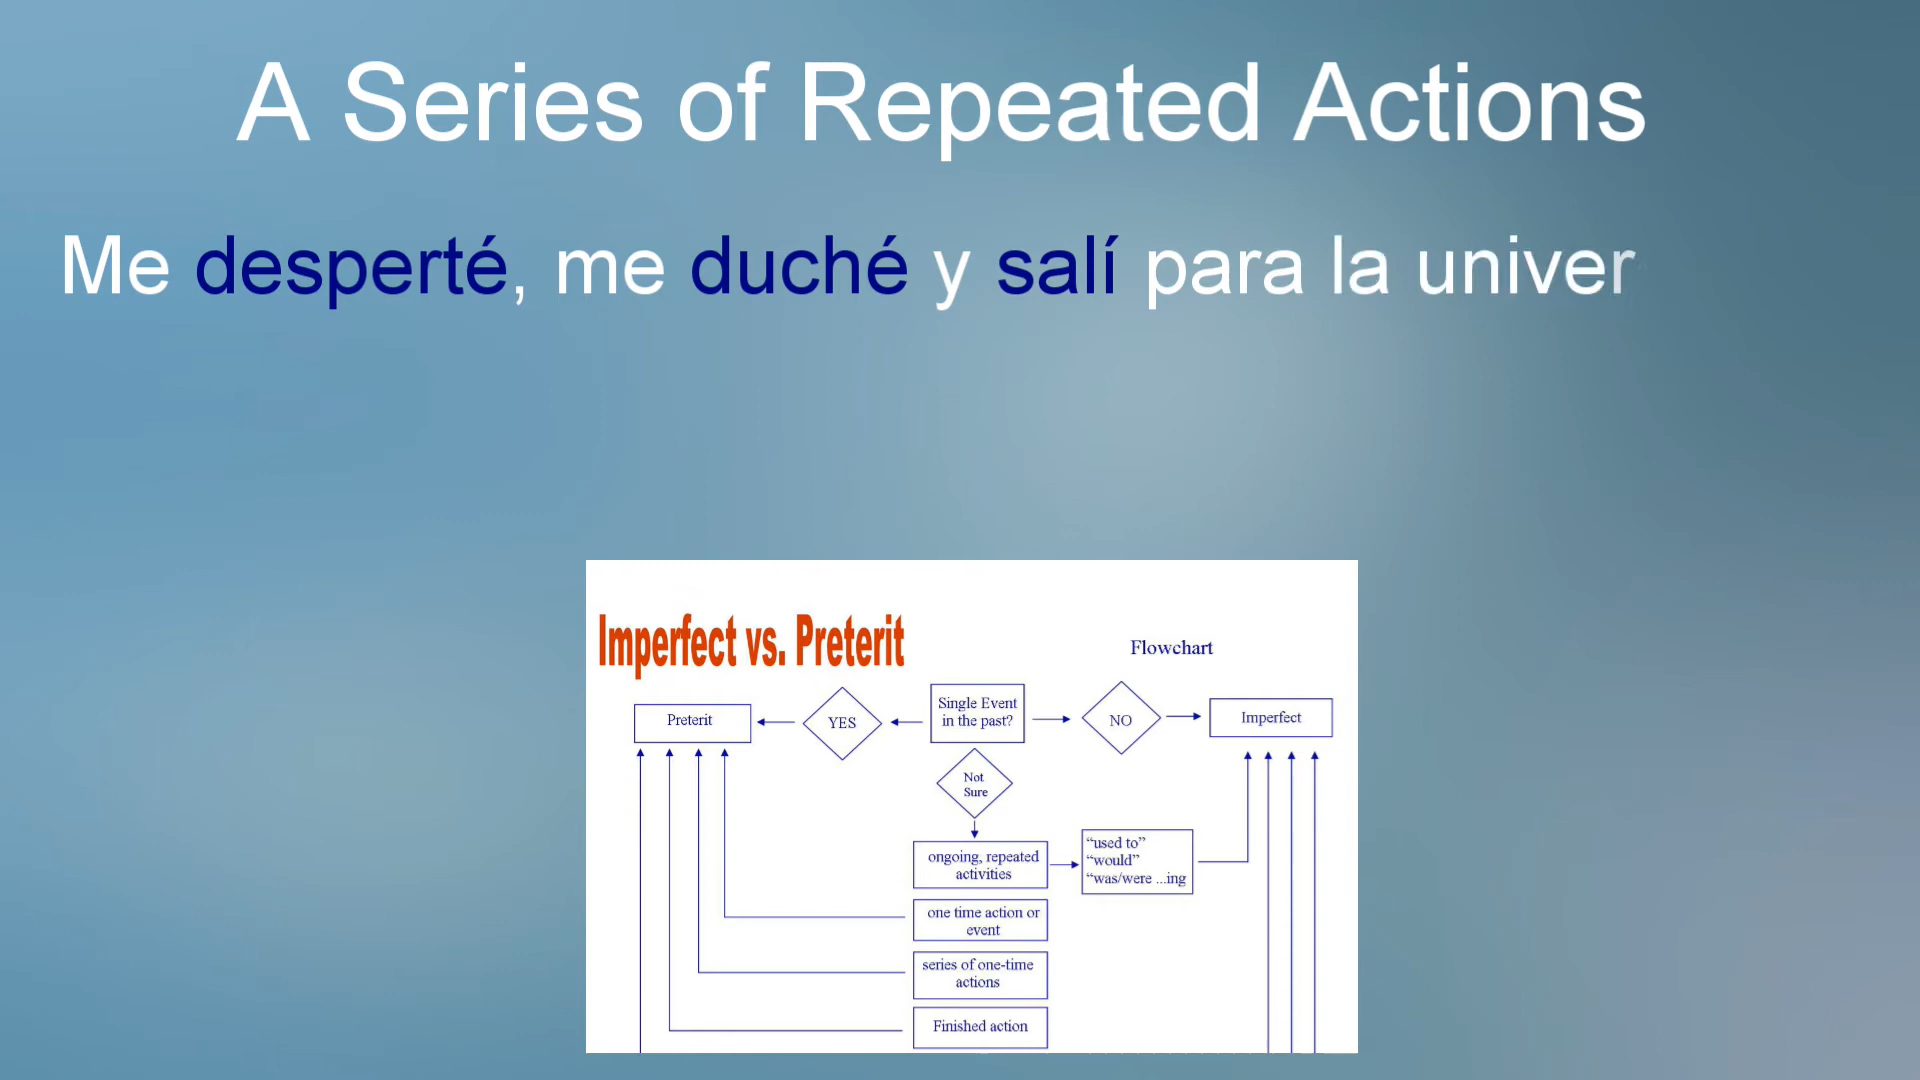 A Series of Repeated Actions
Me desperté, me duché y salí para la univer
Imperfect vs. Preterit
Flowchart
Preterit
YES
Single Event
in the past?
NO
Imperfect
Not
Sure
ongoing, repeated
activities
“used to”
“would”
“was/were ...ing
one time action or
event
series of one-time
actions
Finished action